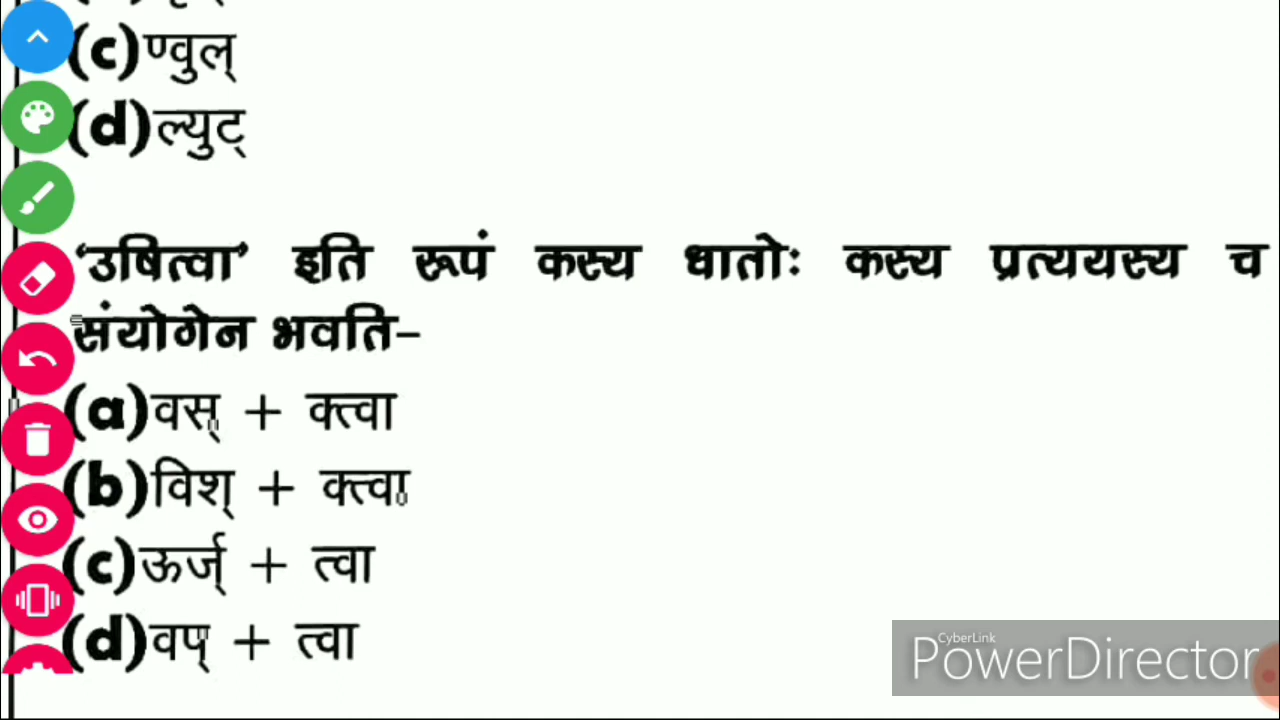 (c)ण्वुल्
(d)ल्युट्
‘उषित्वा’ इति रूपं कस्य धातोः कस्य प्रत्ययस्य च
संयोगेन भवति–
(a)वस् + क्त्वा
(b)विश् + क्त्वा
(c)ऊर्ज् + त्वा
(d)वप् + त्वा
CyberLink
PowerDirector